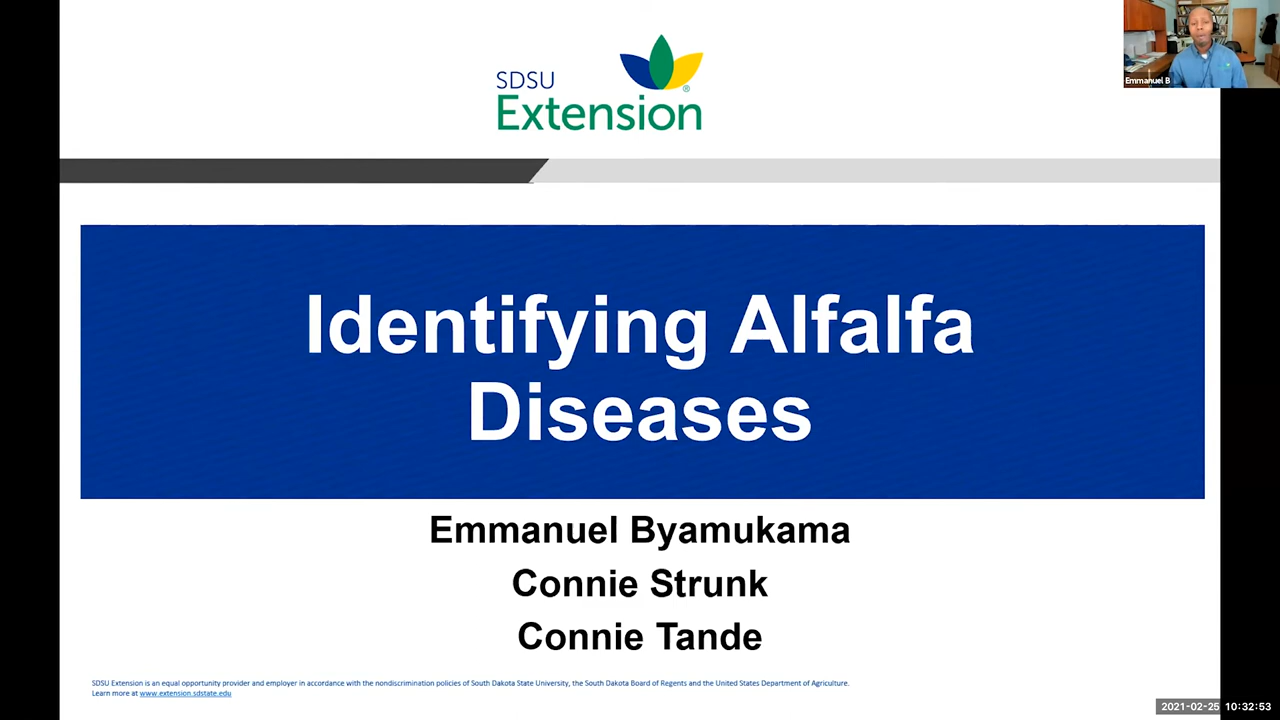 SDSU
Extension
®
Emmanuel B
Identifying Alfalfa
Diseases
Emmanuel Byamukama
Connie Strunk
Connie Tande
SDSU Extension is an equal opportunity provider and employer in accordance with the nondiscrimination policies of South Dakota State University, the South Dakota Board of Regents and the United States Department of Agriculture.
Learn more at www.extension.sdstate.edu
2021-02-25 10:32:53